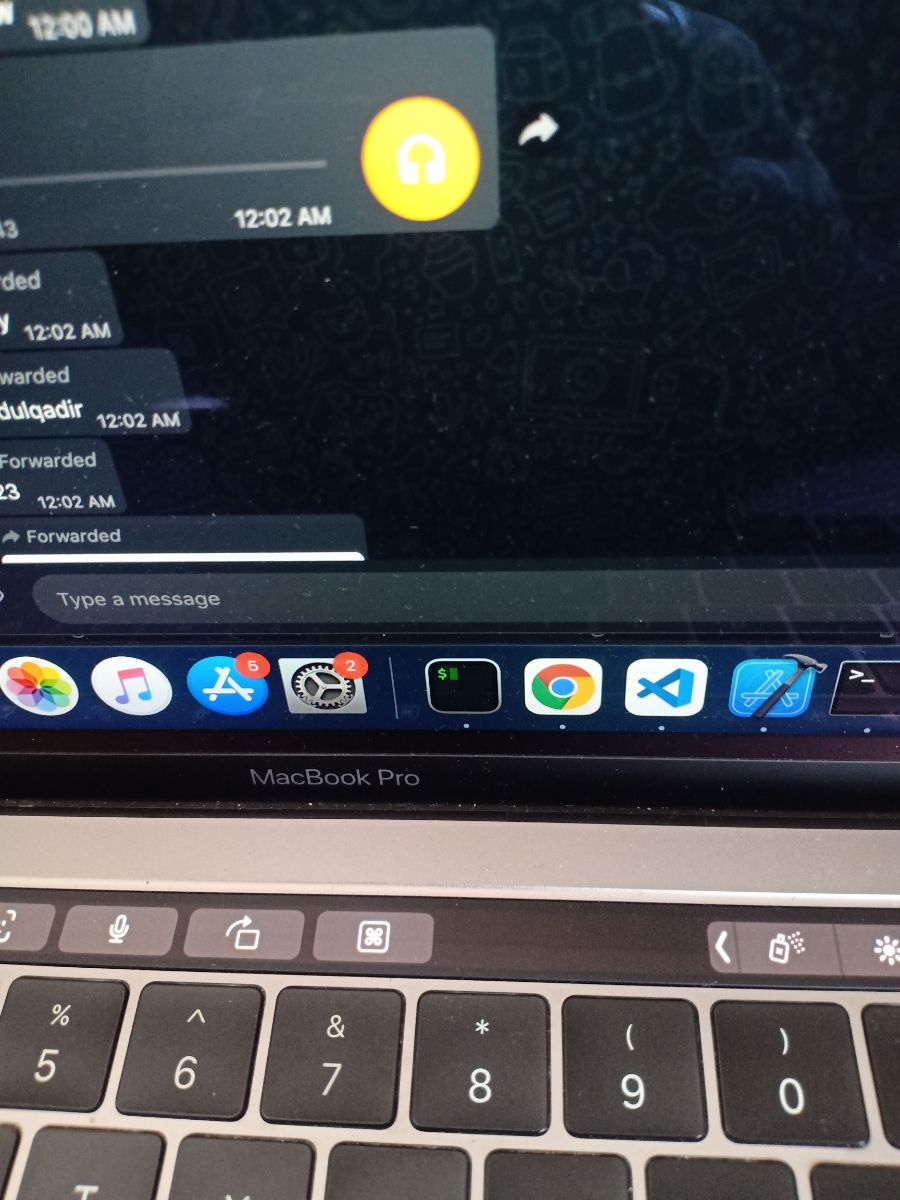 12:00 AM
12:02 AM
12:02 AM
warded
dulqadir 12:02 AM
Forwarded
23 12:02 AM
Forwarded
Type a message
5
2
$
>_
MacBook Pro
% ^ & * ( )
5 6 7 8 9 0